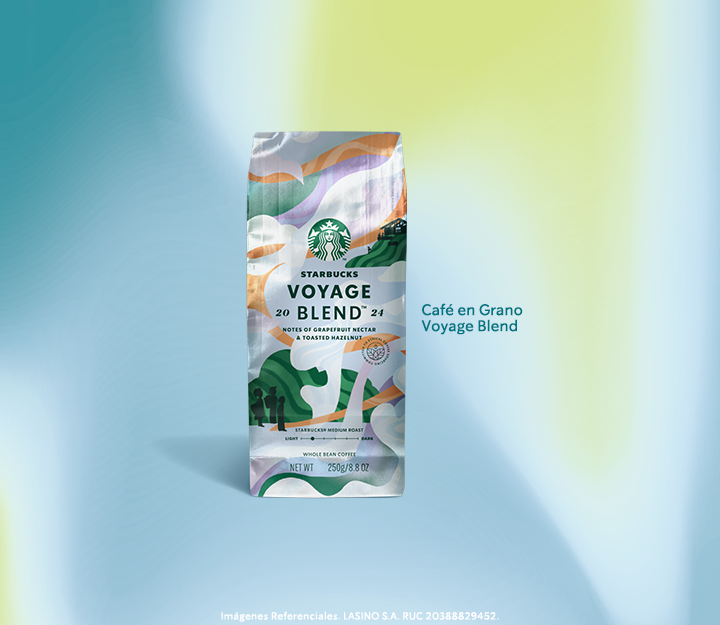 STARBUCKS
VOYAGE
20 BLEND™ 24
NOTES OF GRAPEFRUIT NECTAR
& TOASTED HAZELNUT
STARBUCKS® MEDIUM ROAST
LIGHT DARK
WHOLE BEAN COFFEE
NET WT 250g/8.8 OZ
Café en Grano
Voyage Blend
Imágenes Referenciales. LASINO S.A. RUC 20388829452.